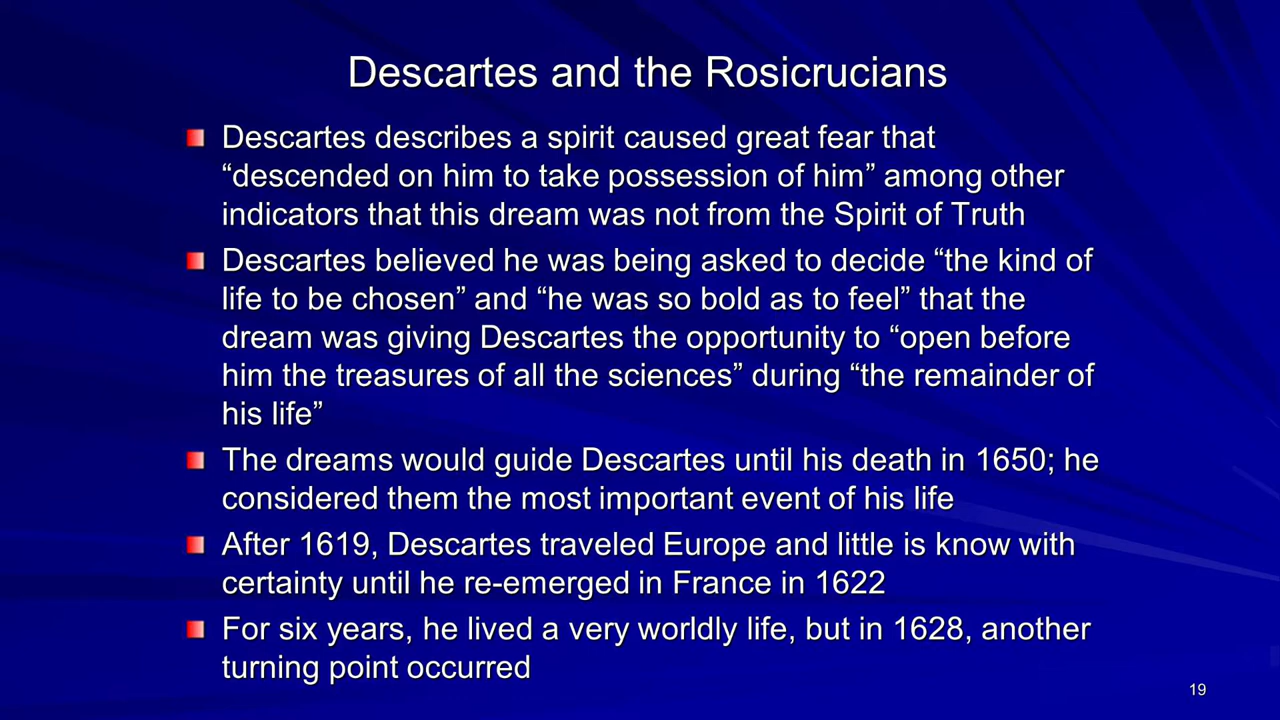 Descartes and the Rosicrucians
Descartes describes a spirit caused great fear that
“descended on him to take possession of him” among other
indicators that this dream was not from the Spirit of Truth
Descartes believed he was being asked to decide “the kind of
life to be chosen” and “he was so bold as to feel” that the
dream was giving Descartes the opportunity to “open before
him the treasures of all the sciences” during “the remainder of
his life”
The dreams would guide Descartes until his death in 1650; he
considered them the most important event of his life
After 1619, Descartes traveled Europe and little is know with
certainty until he re-emerged in France in 1622
For six years, he lived a very worldly life, but in 1628, another
turning point occurred
19